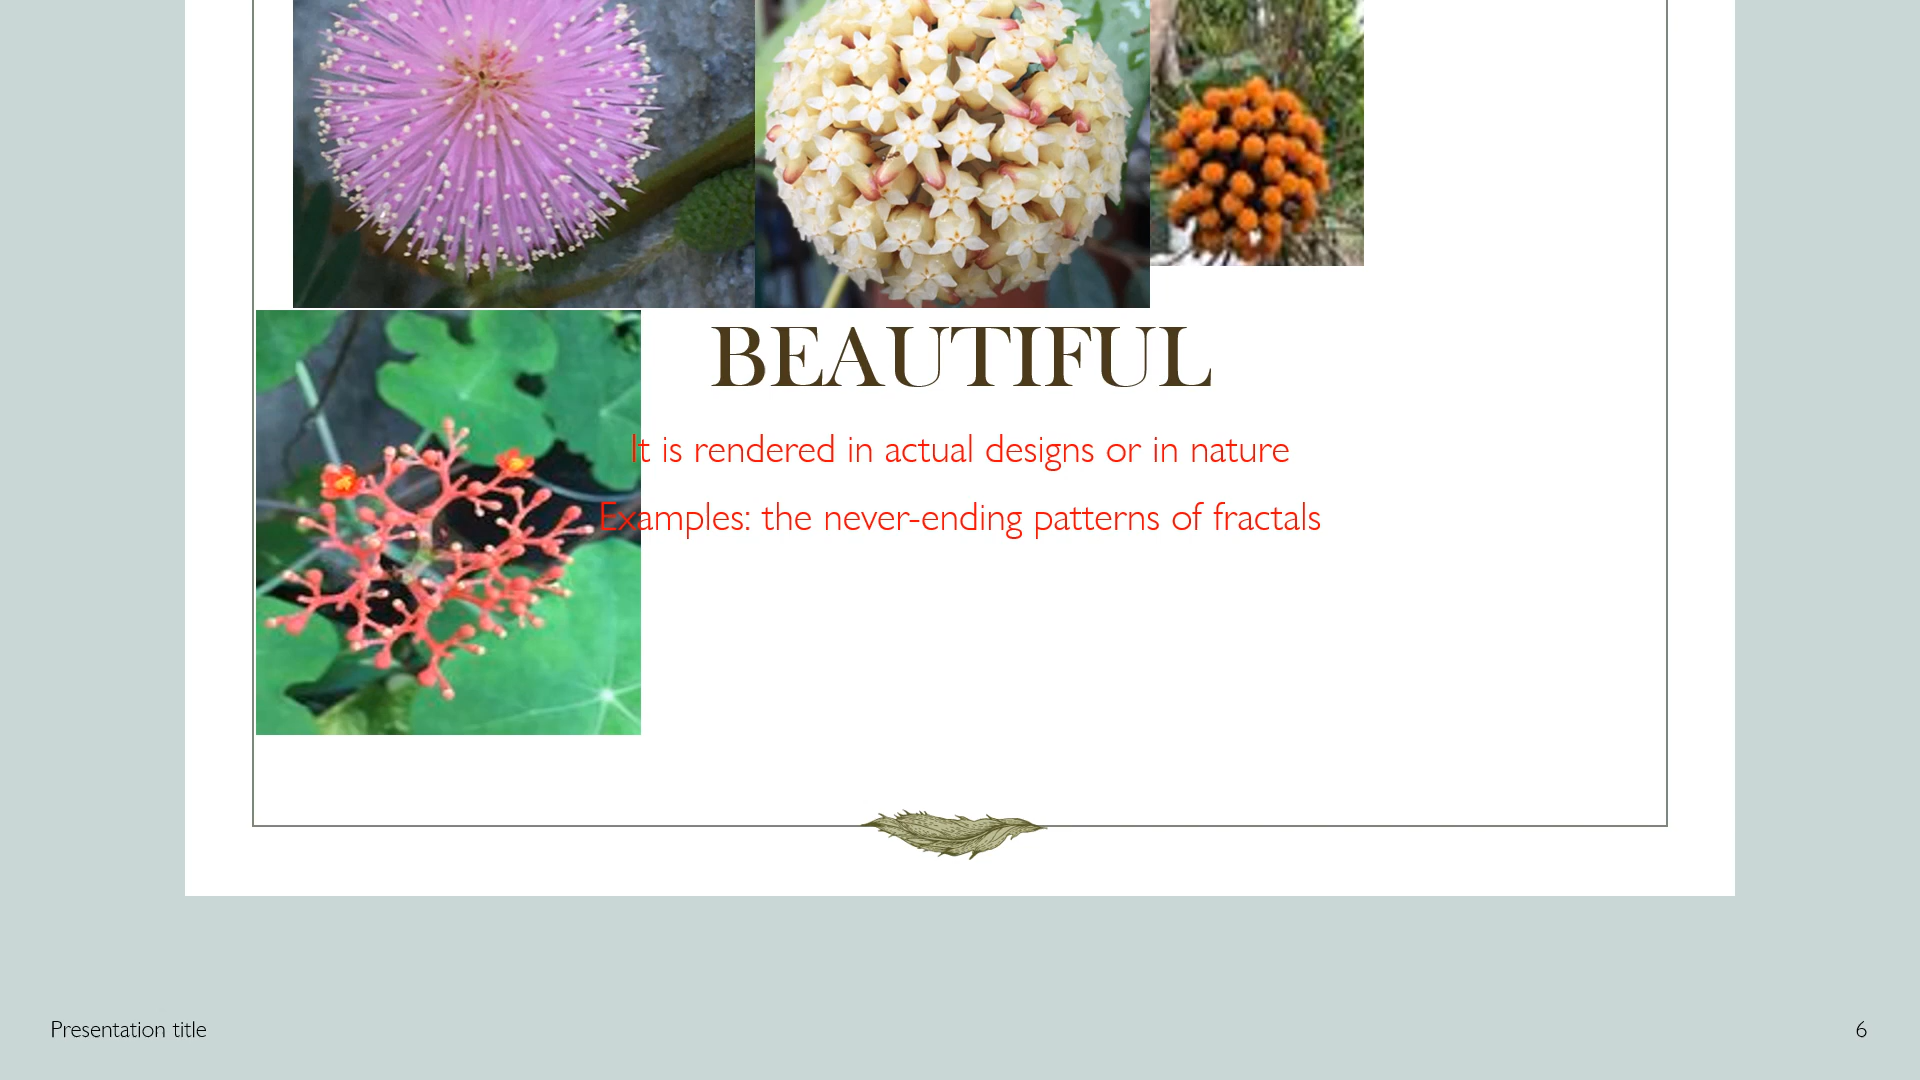 BEAUTIFUL
It is rendered in actual designs or in nature
Examples: the never-ending patterns of fractals
Presentation title
6